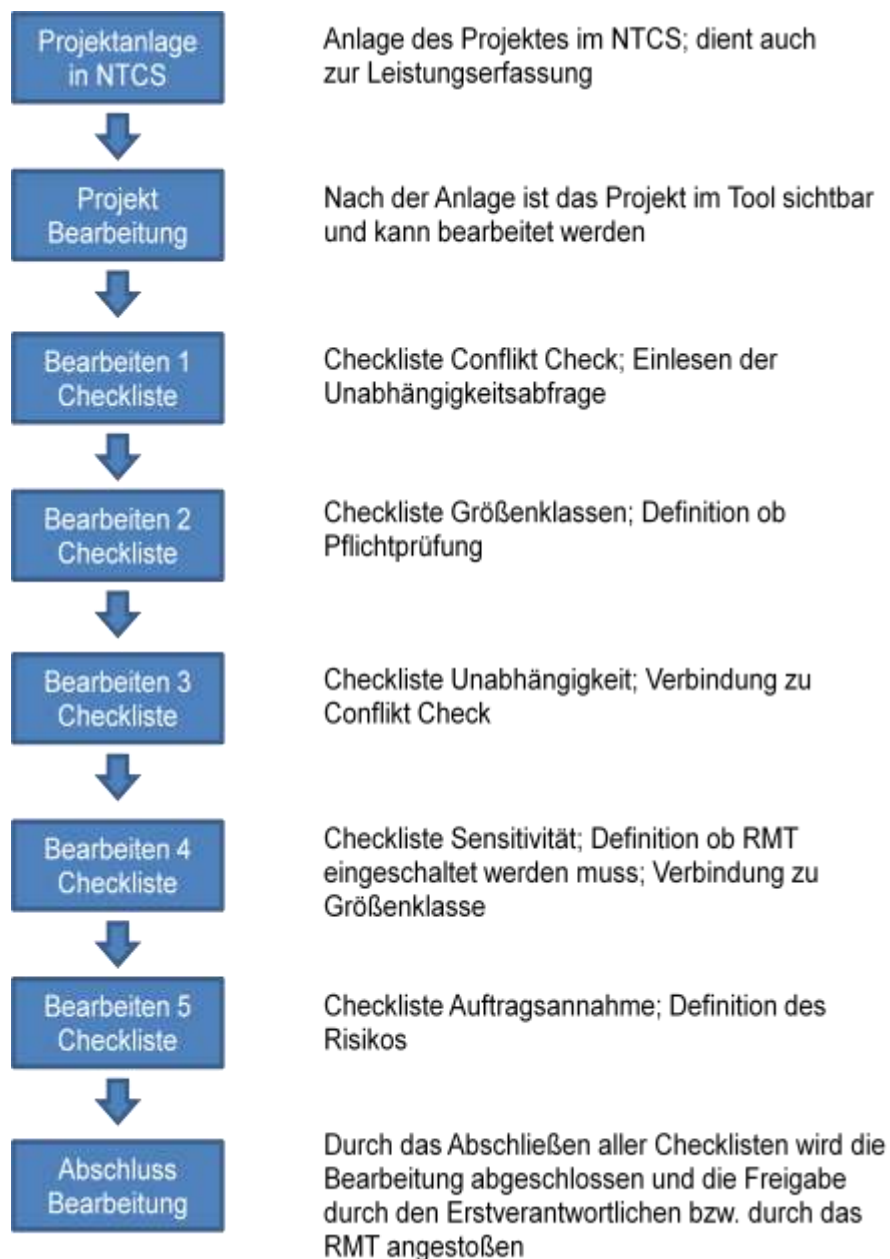 Projektanlage
in NTCS
Anlage des Projektes im NTCS; dient auch
zur Leistungserfassung
Projekt
Bearbeitung
Nach der Anlage ist das Projekt im Tool sichtbar
und kann bearbeitet werden
Bearbeiten 1
Checkliste
Checkliste Conflikt Check; Einlesen der
Unabhängigkeitsabfrage
Bearbeiten 2
Checkliste
Checkliste Größenklassen; Definition ob
Pflichtprüfung
Bearbeiten 3
Checkliste
Checkliste Unabhängigkeit; Verbindung zu
Conflikt Check
Bearbeiten 4
Checkliste
Checkliste Sensitivität; Definition ob RMT
eingeschaltet werden muss; Verbindung zu
Größenklasse
Bearbeiten 5
Checkliste
Checkliste Auftragsannahme; Definition des
Risikos
Abschluss
Bearbeitung
Durch das Abschließen aller Checklisten wird die
Bearbeitung abgeschlossen und die Freigabe
durch den Erstverantwortlichen bzw. durch das
RMT angestoßen